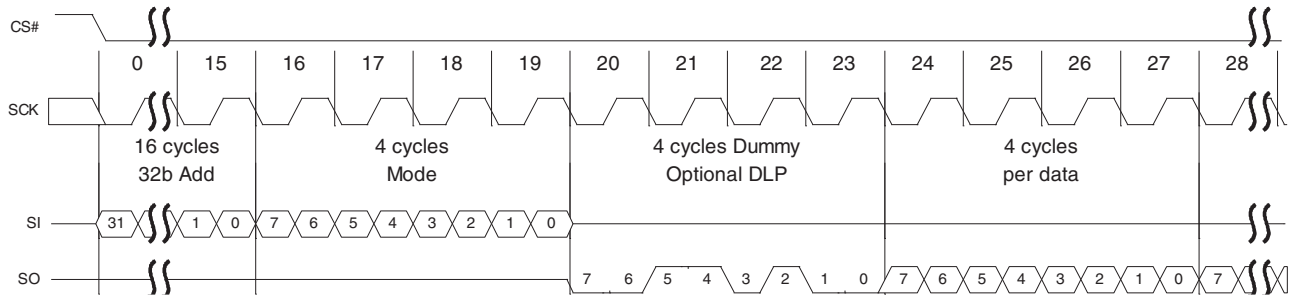 CS#
0 15 16 17 18 19 20 21 22 23 24 25 26 27 28
SCK
16 cycles 4 cycles 4 cycles Dummy 4 cycles
32b Add Mode Optional DLP per data
SI 31 1 0 7 6 5 4 3 2 1 0
SO 7 6 5 4 3 2 1 0 7 6 5 4 3 2 1 0 7